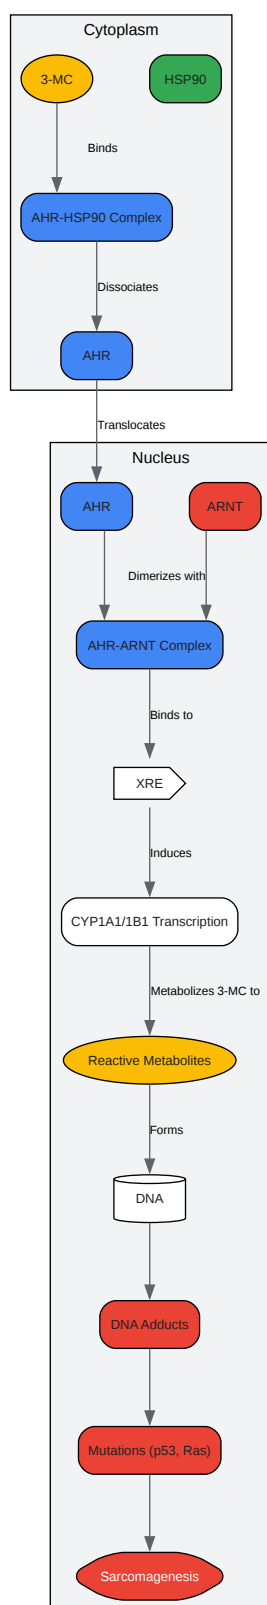 Cytoplasm
3-MC
HSP90
Binds
AHR-HSP90 Complex
Dissociates
AHR
Translocates
Nucleus
AHR
ARNT
Dimerizes with
AHR-ARNT Complex
Binds to
XRE
Induces
CYP1A1/1B1 Transcription
Metabolizes 3-MC to
Reactive Metabolites
Forms
DNA
DNA Adducts
Mutations (p53, Ras)
Sarcomagenesis